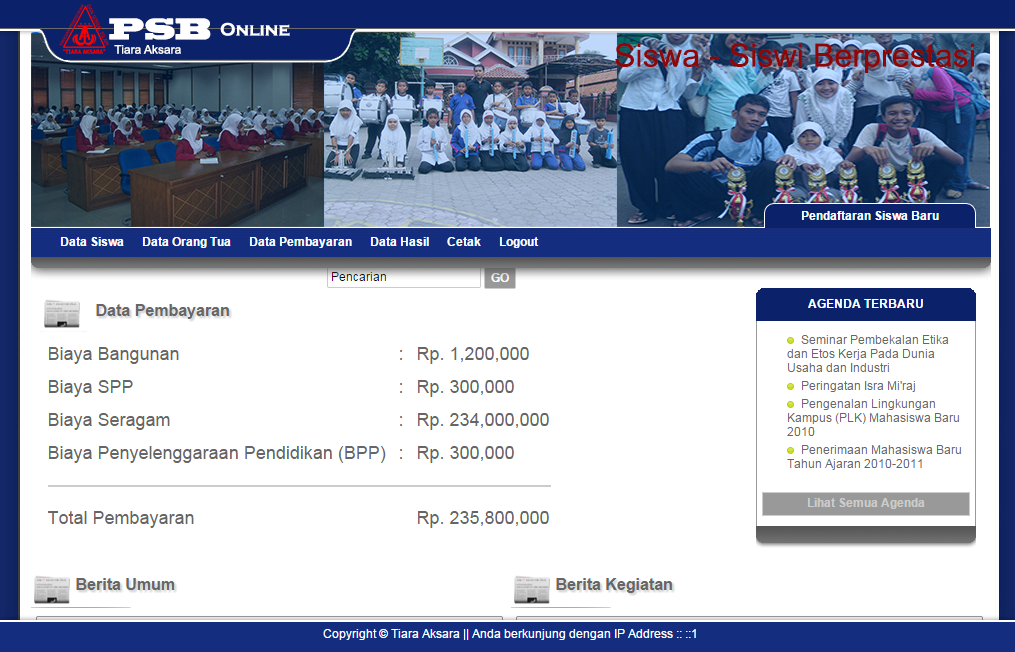 PSB ONLINE
TIARA AKSARA
Tiara Aksara
Siswa - Siswi Berprestasi
Pendaftaran Siswa Baru
Data Siswa Data Orang Tua Data Pembayaran Data Hasil Cetak Logout
Pencarian GO
Data Pembayaran
Biaya Bangunan : Rp. 1,200,000
Biaya SPP : Rp. 300,000
Biaya Seragam : Rp. 234,000,000
Biaya Penyelenggaraan Pendidikan (BPP) : Rp. 300,000
Total Pembayaran Rp. 235,800,000
AGENDA TERBARU
Seminar Pembekalan Etika
dan Etos Kerja Pada Dunia
Usaha dan Industri
Peringatan Isra Mi'raj
Pengenalan Lingkungan
Kampus (PLK) Mahasiswa Baru
2010
Penerimaan Mahasiswa Baru
Tahun Ajaran 2010-2011
Lihat Semua Agenda
Berita Umum
Berita Kegiatan
Copyright © Tiara Aksara || Anda berkunjung dengan IP Address :: ::1